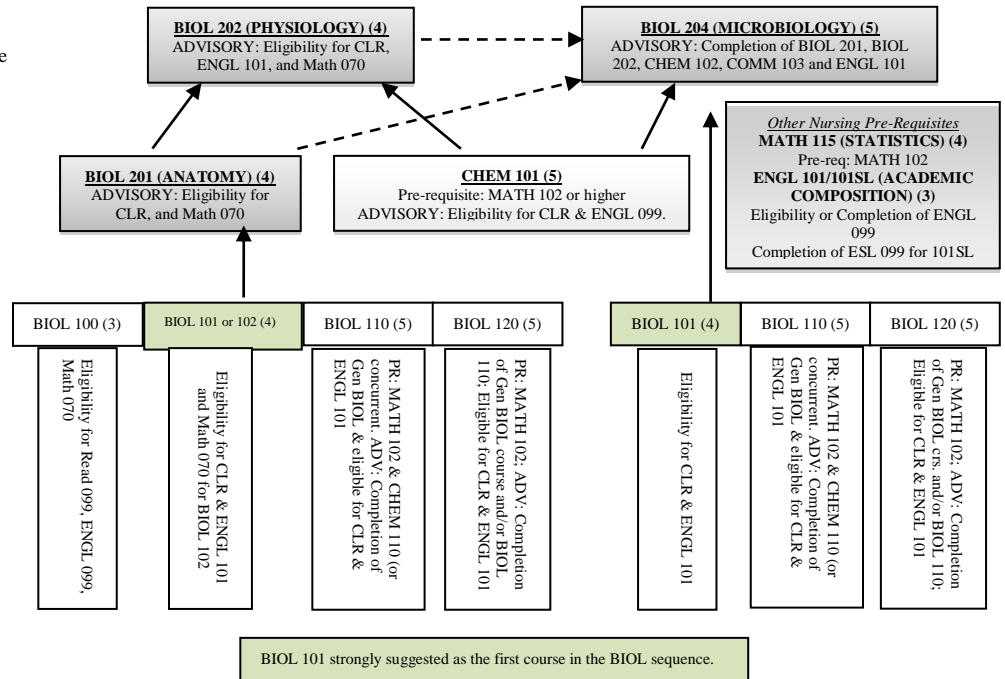 e
BIOL 202 (PHYSIOLOGY) (4)
ADVISORY: Eligibility for CLR,
ENGL 101, and Math 070
BIOL 204 (MICROBIOLOGY) (5)
ADVISORY: Completion of BIOL 201, BIOL
202, CHEM 102, COMM 103 and ENGL 101
BIOL 201 (ANATOMY) (4)
ADVISORY: Eligibility for
CLR, and Math 070
CHEM 101 (5)
Pre-requisite: MATH 102 or higher
ADVISORY: Eligibility for CLR & ENGL 099.
Other Nursing Pre-Requisites
MATH 115 (STATISTICS) (4)
Pre-req: MATH 102
ENGL 101/101SL (ACADEMIC
COMPOSITION) (3)
Eligibility or Completion of ENGL
099
Completion of ESL 099 for 101SL
BIOL 100 (3)
BIOL 101 or 102 (4)
BIOL 110 (5)
BIOL 120 (5)
BIOL 101 (4)
BIOL 110 (5)
BIOL 120 (5)
Eligibility for Read 099, ENGL 099,
Math 070
Eligibility for CLR & ENGL 101
and Math 070 for BIOL 102
PR: MATH 102 & CHEM 110 (or
concurrent. ADV: Completion of
Gen BIOL & eligible for CLR &
ENGL 101
PR: MATH 102; ADV: Completion
of Gen BIOL course and/or BIOL
110; Eligible for CLR & ENGL 101
Eligibility for CLR & ENGL 101
PR: MATH 102 & CHEM 110 (or
concurrent. ADV: Completion of
Gen BIOL & eligible for CLR &
ENGL 101
PR: MATH 102; ADV: Completion
of Gen BIOL crs. and/or BIOL 110;
Eligible for CLR & ENGL 101
BIOL 101 strongly suggested as the first course in the BIOL sequence.